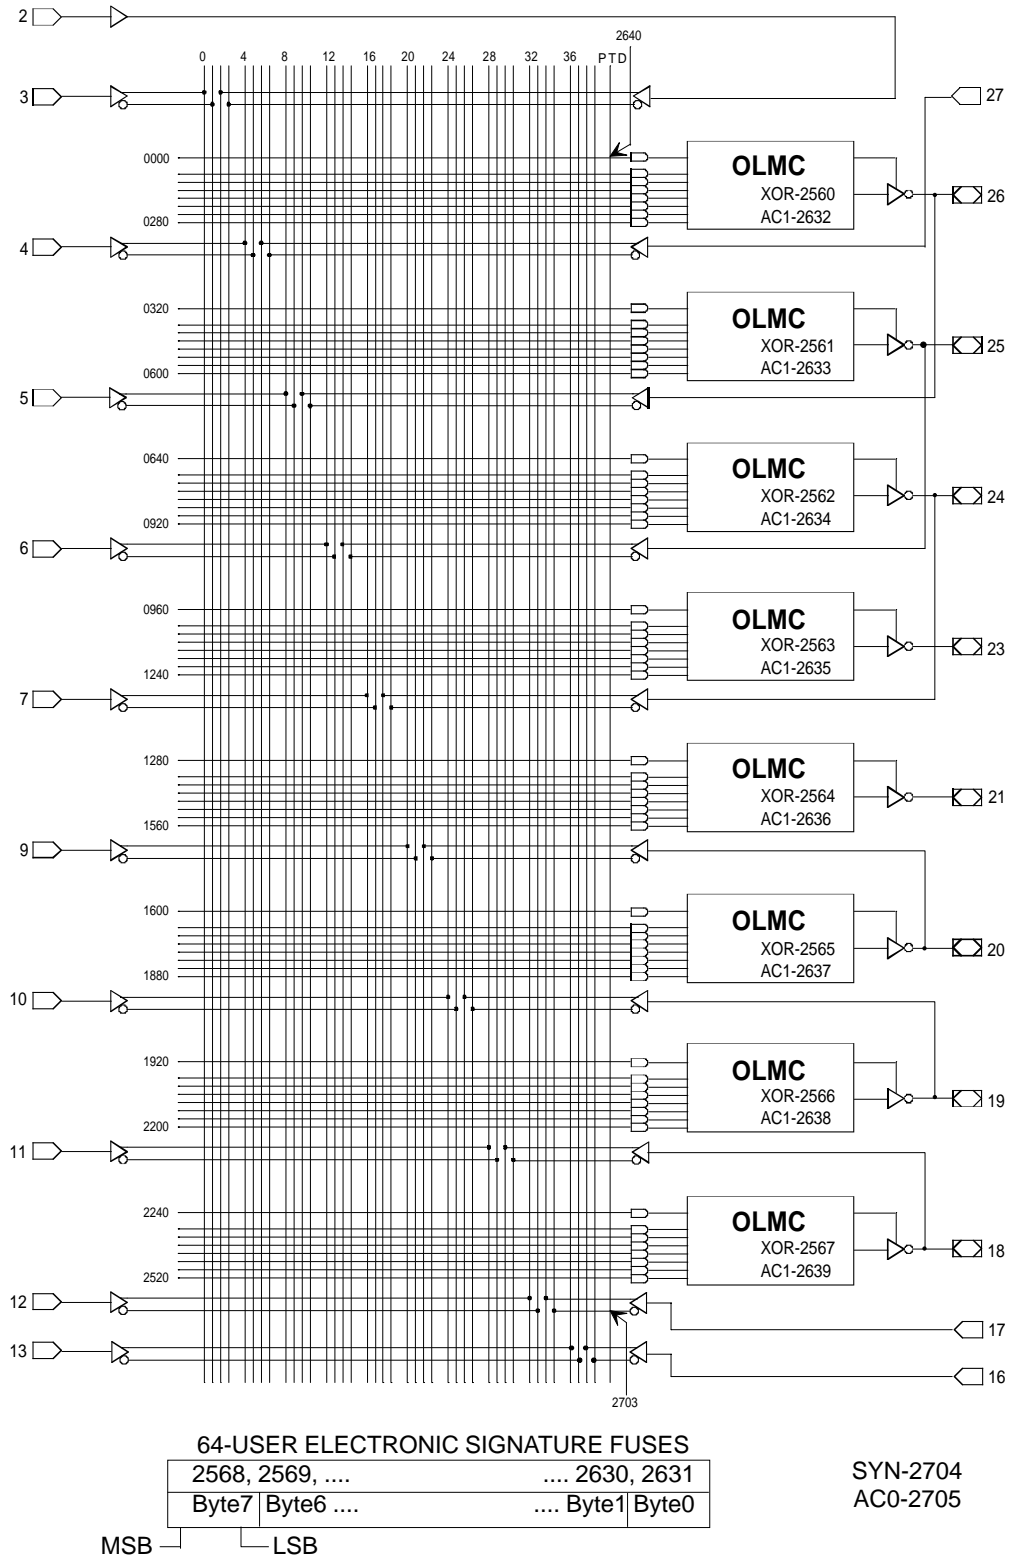 2
2640
0 4 8 12 16 20 24 28 32 36 PTD
3
27
0000
OLMC
XOR-2560
26
AC1-2632
0280
4
0320
OLMC
XOR-2561
25
AC1-2633
0600
5
0640
OLMC
XOR-2562
24
AC1-2634
0920
6
0960
OLMC
XOR-2563
23
AC1-2635
1240
7
1280
OLMC
XOR-2564
21
AC1-2636
1560
9
1600
OLMC
XOR-2565
20
AC1-2637
1880
10
1920
OLMC
XOR-2566
19
AC1-2638
2200
11
2240
OLMC
XOR-2567
18
AC1-2639
2520
12
17
13
16
2703
64-USER ELECTRONIC SIGNATURE FUSES
2568, 2569, .... .... 2630, 2631
Byte7 Byte6 .... .... Byte1 Byte0
MSB LSB
SYN-2704
AC0-2705